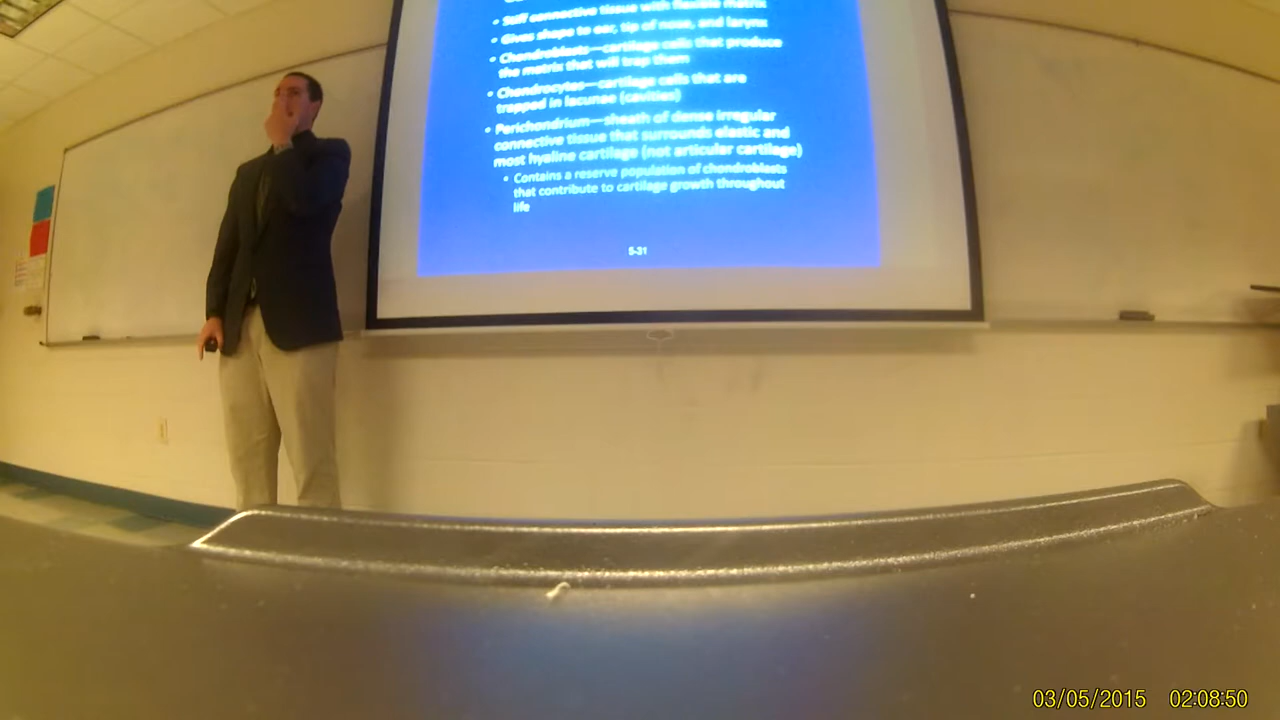 • Stiff connective tissue with flexible matrix
• Gives shape to ear, tip of nose, and larynx
• Chondroblasts—cartilage cells that produce
the matrix that will trap them
• Chondrocytes—cartilage cells that are
trapped in lacunae (cavities)
• Perichondrium—sheath of dense irregular
connective tissue that surrounds elastic and
most hyaline cartilage (not articular cartilage)
• Contains a reserve population of chondroblasts
that contribute to cartilage growth throughout
life
5-31
03/05/2015 02:08:50